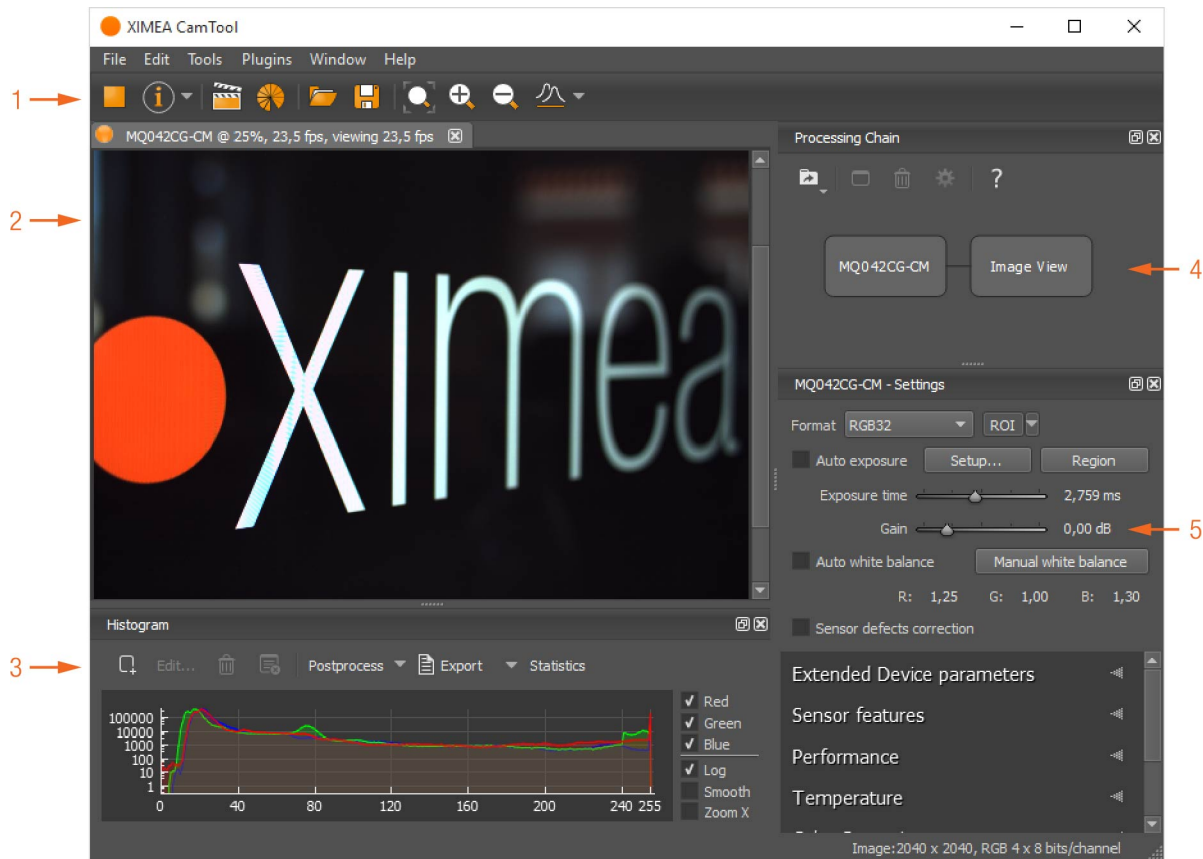 XIMEA CamTool
File Edit Tools Plugins Window Help
1
i
MQ042CG-CM @ 25%, 23,5 fps, viewing 23,5 fps
2
XImea
Processing Chain
?
MQ042CG-CM
Image View
4
MQ042CG-CM - Settings
Format RGB32 ROI
Auto exposure Setup... Region
Exposure time 2,759 ms
Gain 0,00 dB
5
Auto white balance Manual white balance
R: 1,25 G: 1,00 B: 1,30
Sensor defects correction
Extended Device parameters
Sensor features
Performance
Temperature
Histogram
3
Edit... Postprocess Export Statistics
100000
10000
1000
100
10
1
0 40 80 120 160 200 240 255
Red
Green
Blue
Log
Smooth
Zoom X
Image:2040 x 2040, RGB 4 x 8 bits/channel